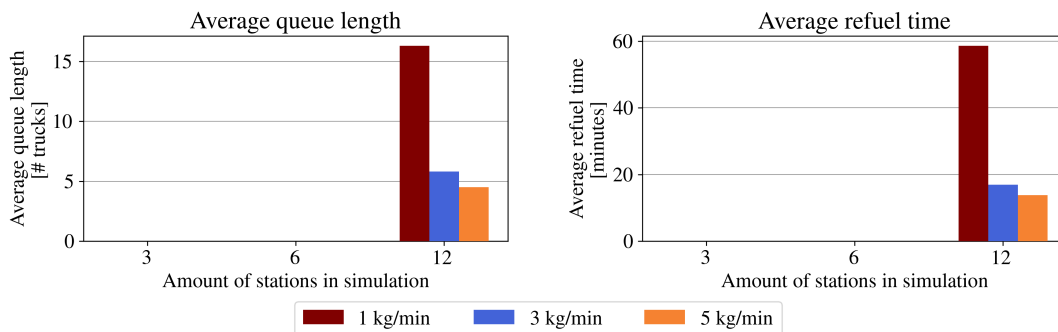 Average queue length
Average queue length
[# trucks]
15
10
5
0
3
6
12
Amount of stations in simulation
Average refuel time
Average refuel time
[minutes]
60
40
20
0
3
6
12
Amount of stations in simulation
1 kg/min
3 kg/min
5 kg/min